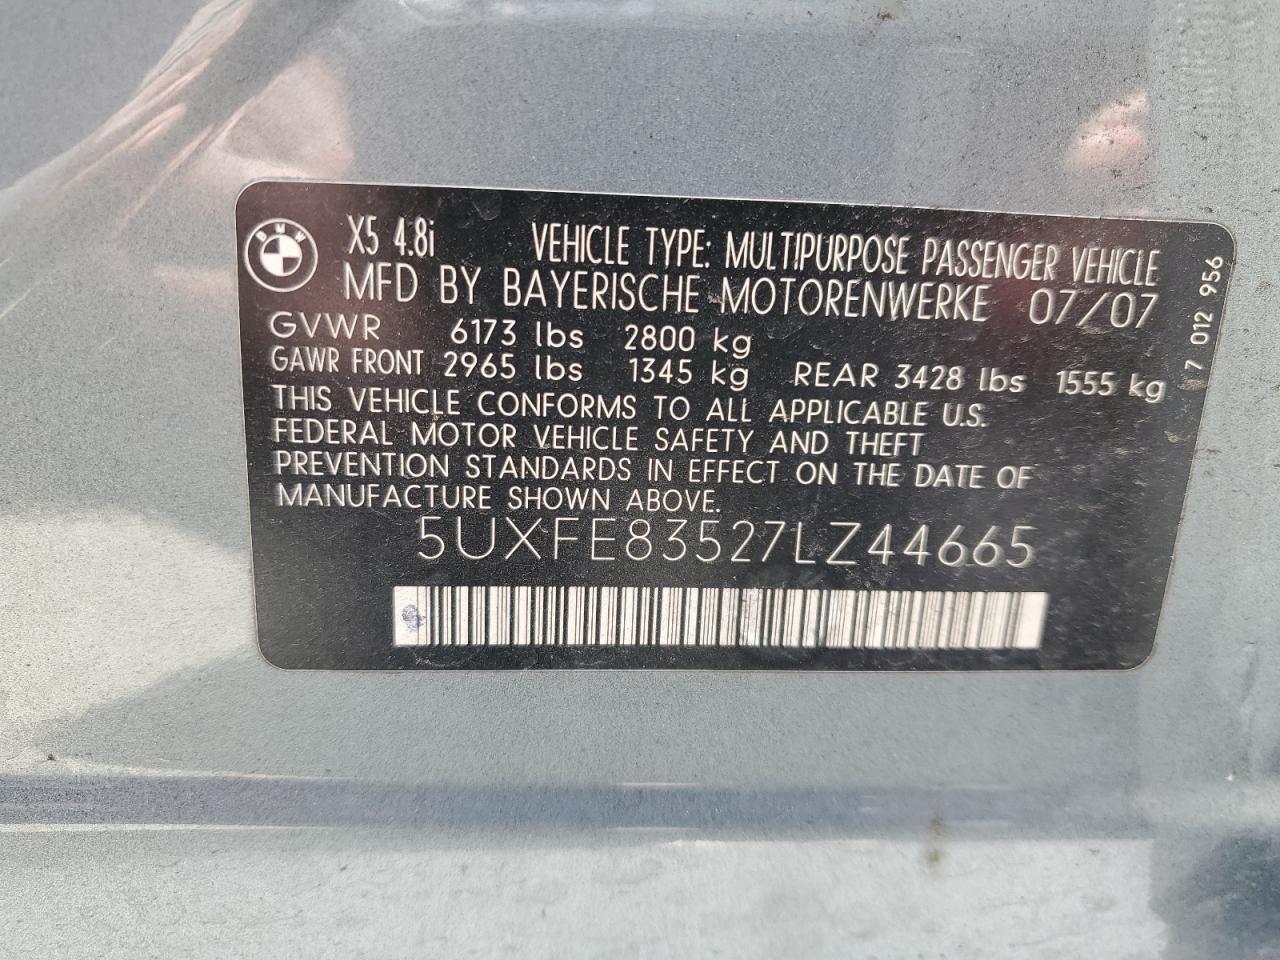 BMW
X5 4.8i VEHICLE TYPE: MULTIPURPOSE PASSENGER VEHICLE
MFD BY BAYERISCHE MOTORENWERKE 07/07
GVWR 6173 lbs 2800 kg
GAWR FRONT 2965 lbs 1345 kg REAR 3428 lbs 1555 kg
THIS VEHICLE CONFORMS TO ALL APPLICABLE U.S.
FEDERAL MOTOR VEHICLE SAFETY AND THEFT
PREVENTION STANDARDS IN EFFECT ON THE DATE OF
MANUFACTURE SHOWN ABOVE.
5UXFE83527LZ44665
7 012 956